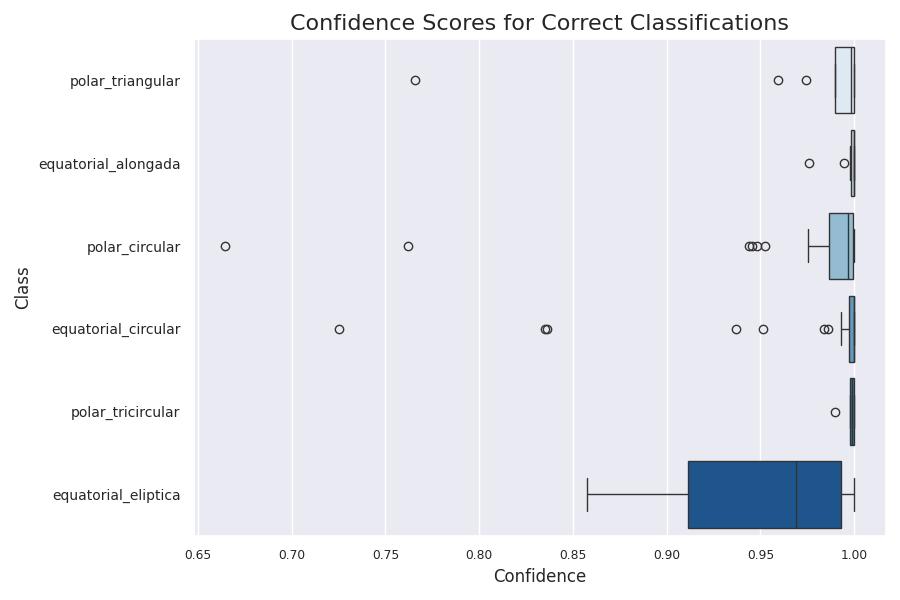 Confidence Scores for Correct Classifications
polar_triangular
equatorial_alongada
polar_circular
equatorial_circular
polar_tricircular
equatorial_eliptica
Class
0.65 0.70 0.75 0.80 0.85 0.90 0.95 1.00
Confidence